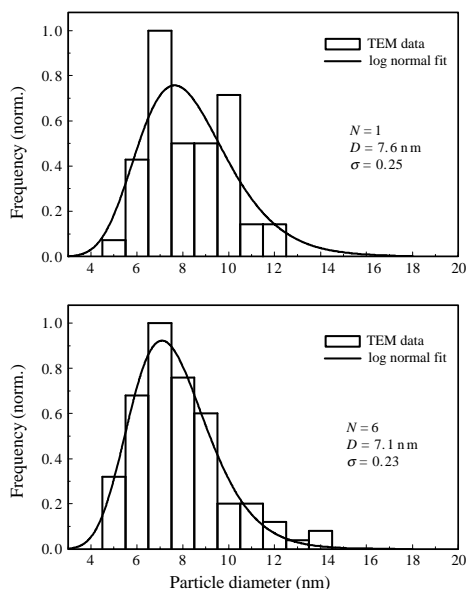 1.0
0.8
0.6
0.4
0.2
0.0
Frequency (norm.)
TEM data
log normal fit
N = 1
D = 7.6 nm
σ = 0.25
4 6 8 10 12 14 16 18 20
1.0
0.8
0.6
0.4
0.2
0.0
Frequency (norm.)
TEM data
log normal fit
N = 6
D = 7.1 nm
σ = 0.23
4 6 8 10 12 14 16 18 20
Particle diameter (nm)